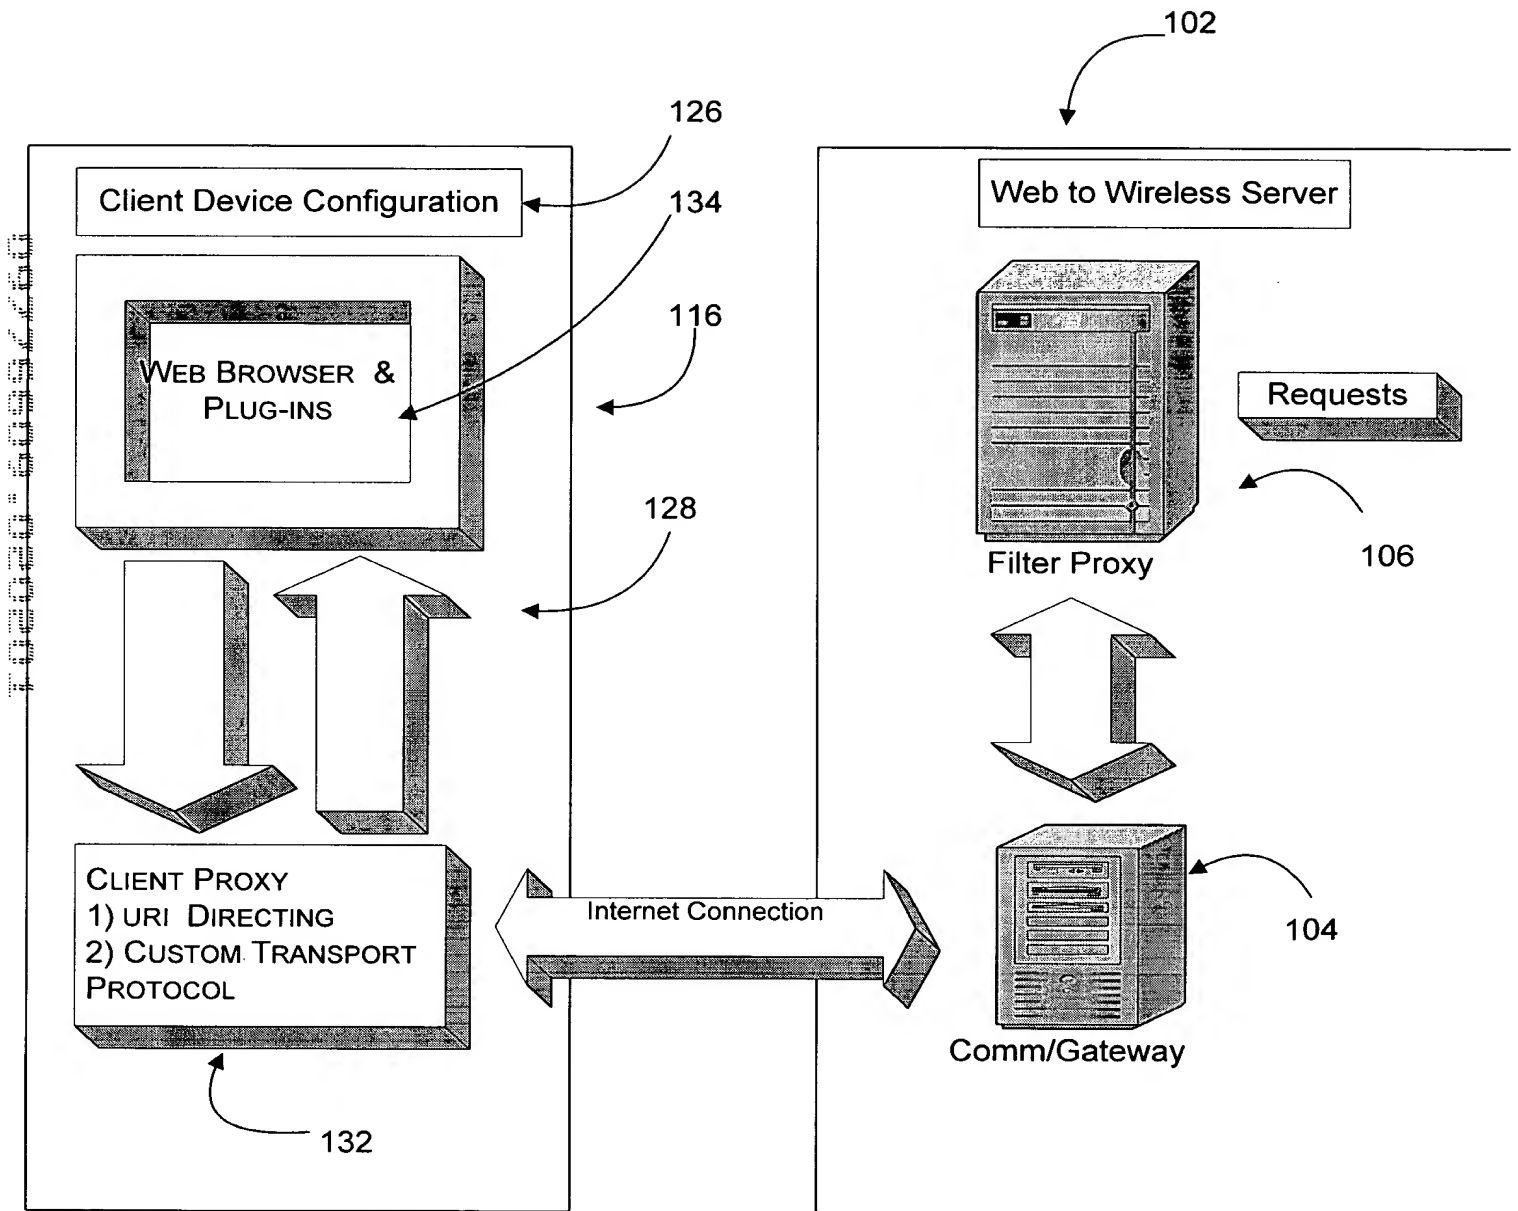 102
126
Client Device Configuration
134
Web to Wireless Server
WEB BROWSER &
PLUG-INS
116
Requests
128
Filter Proxy
106
CLIENT PROXY
1) URI DIRECTING
2) CUSTOM TRANSPORT
PROTOCOL
Internet Connection
104
Comm/Gateway
132